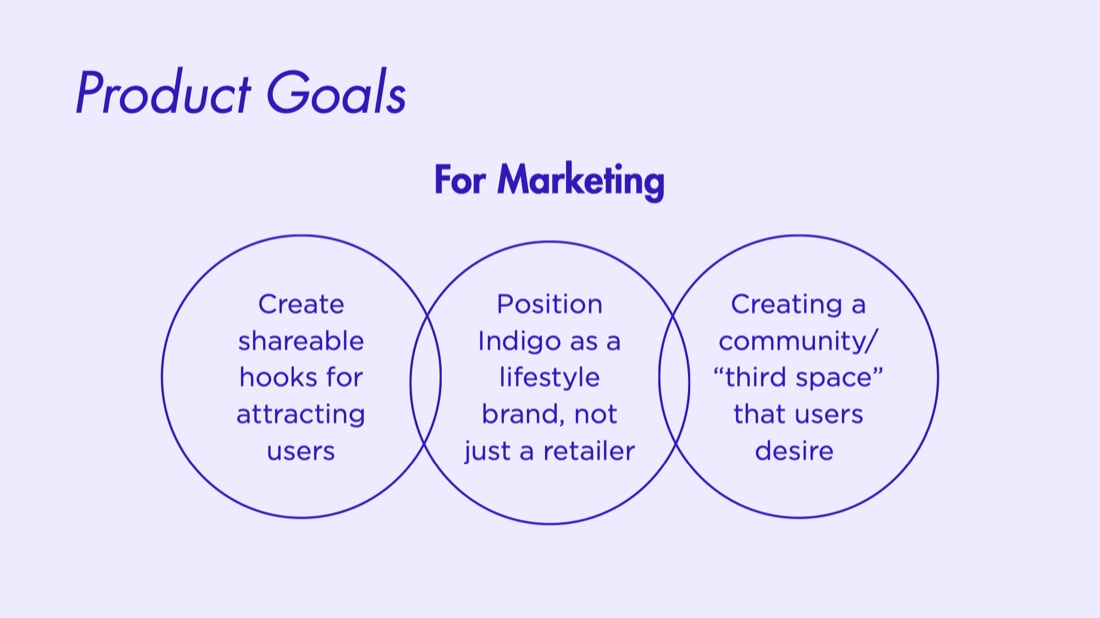 Product Goals
For Marketing
Create
shareable
hooks for
attracting
users
Position
Indigo as a
lifestyle
brand, not
just a retailer
Creating a
community/
“third space”
that users
desire